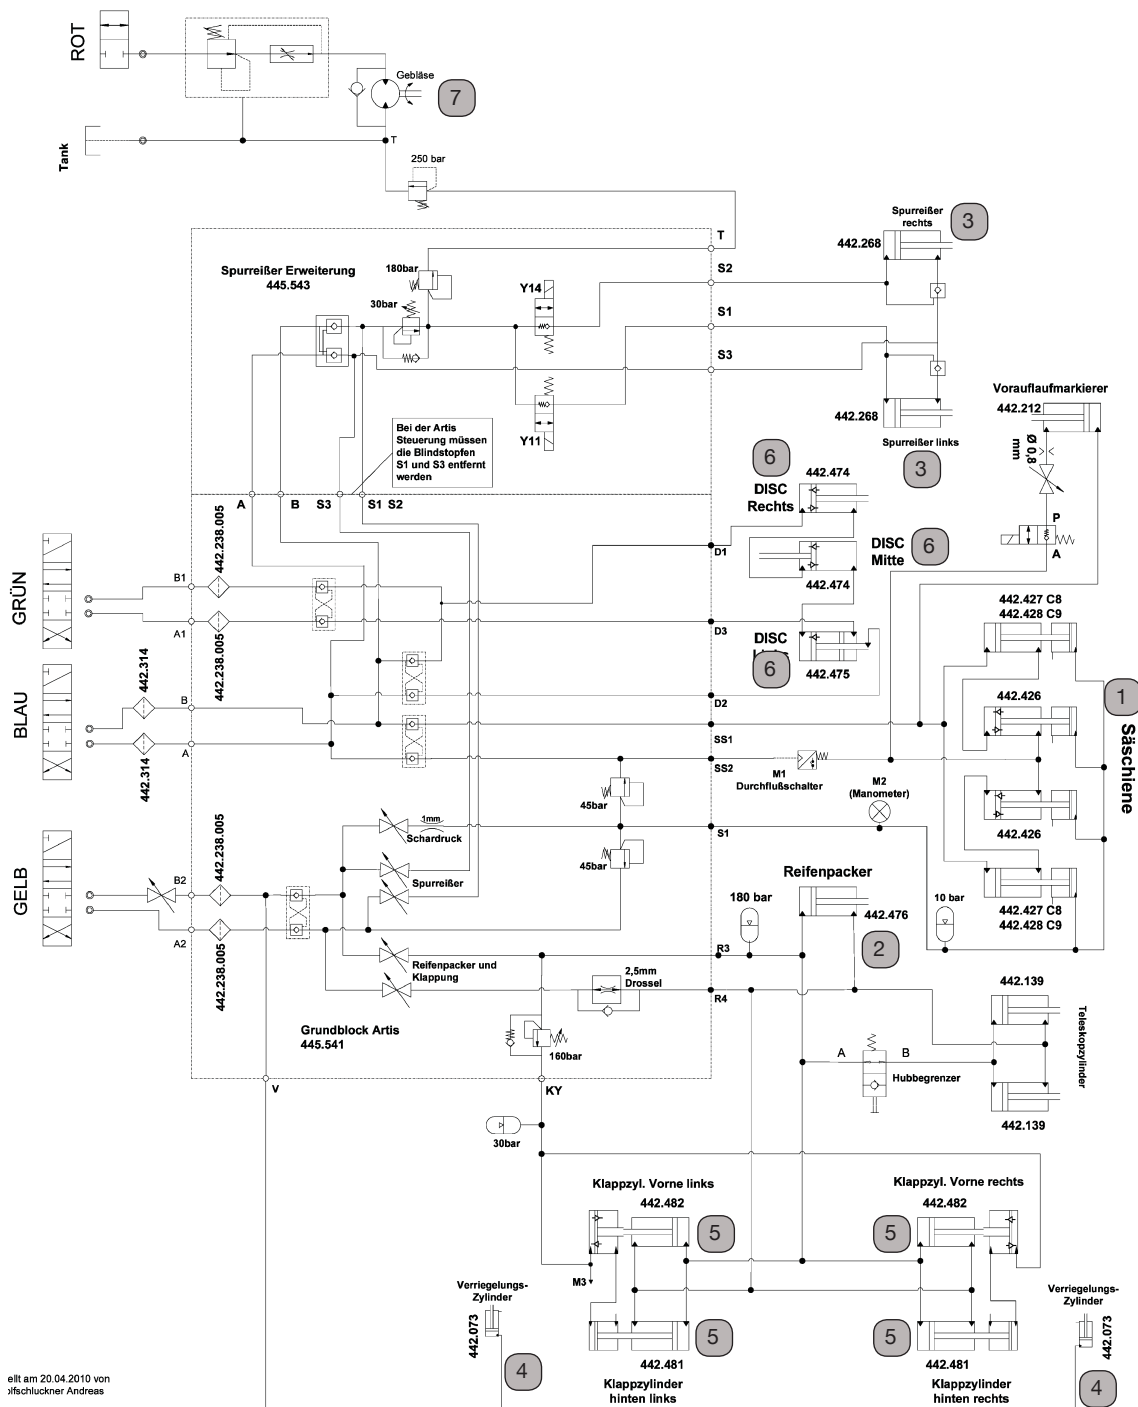 ROT
Gebläse
7
Tank
T
250 bar
T
S2
S1
S3
Spurreißer Erweiterung
445.543
180bar
30bar
Y14
Y11
Spurreißer
rechts
3
442.268
442.268
Spurreißer links
3
Vorauflaufmarkierer
442.212
Ø 0,8
mm
P
A
Bei der Artis
Steuerung müssen
die Blindstopfen
S1 und S3 entfernt
werden
A
B
S3
S1 S2
6
442.474
DISC
Rechts
D1
DISC
Mitte
6
442.474
GRÜN
B1
442.238.005
A1
442.238.005
D3
DISC
6
442.475
D2
442.427 C8
442.428 C9
442.426
1
Säschiene
442.426
442.427 C8
442.428 C9
BLAU
442.314
B
A
442.314
SS1
SS2
M1
Durchflußschalter
M2
(Manometer)
45bar
1mm
Schardruck
S1
45bar
Spurreißer
GELB
B2
442.238.005
A2
442.238.005
Reifenpacker
180 bar
442.476
2
10 bar
R3
Reifenpacker und
Klappung
2,5mm
Drossel
R4
Grundblock Artis
445.541
160bar
V
KY
442.139
Teleskopzylinder
442.139
A
B
Hubbegrenzer
30bar
Klappzyl. Vorne links
442.482
5
Klappzyl. Vorne rechts
442.482
5
M3
Verriegelungs-
Zylinder
442.073
4
5
442.481
Klappzylinder
hinten links
5
442.481
Klappzylinder
hinten rechts
Verriegelungs-
Zylinder
442.073
4
ellt am 20.04.2010 von
olfschluckner Andreas